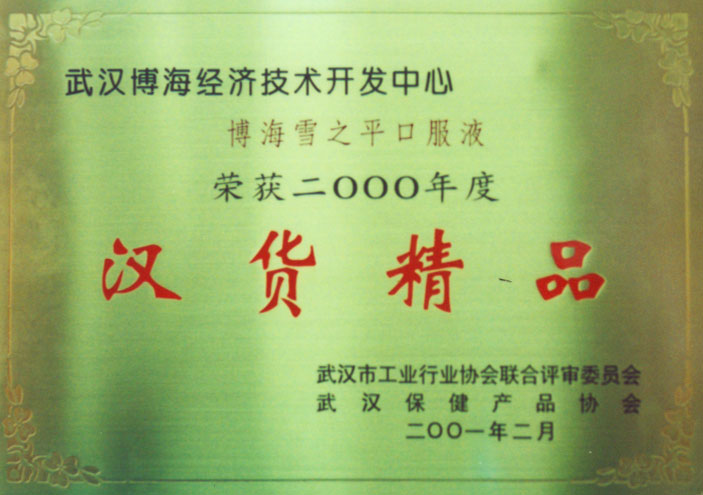 武汉博海经济技术开发中心
博海雪之平口服液
荣获二OOO年度
汉货精品
武汉市工业行业协会联合评审委员会
武汉保健产品协会
二OO一年二月